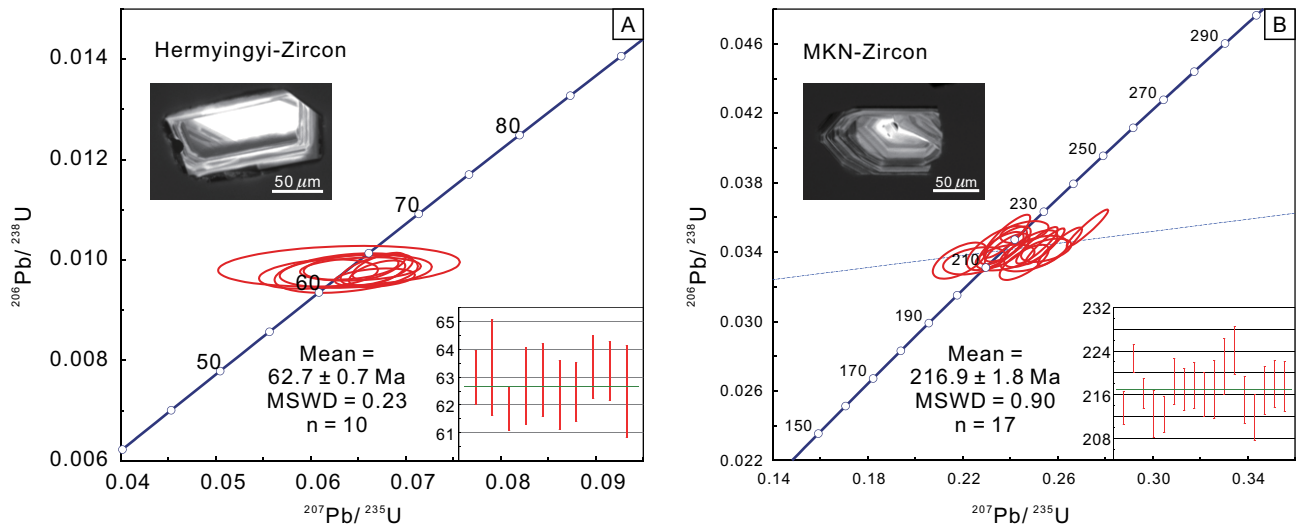 A
Hermyingyi-Zircon
50 μm
0.014
0.012
0.010
0.008
0.006
²⁰⁶Pb/ ²³⁸U
80
70
60
50
Mean =
62.7 ± 0.7 Ma
MSWD = 0.23
n = 10
65
64
63
62
61
0.04
0.05
0.06
0.07
0.08
0.09
²⁰⁷Pb/ ²³⁵U
B
MKN-Zircon
50 μm
0.046
0.042
0.038
0.034
0.030
0.026
0.022
²⁰⁶Pb/ ²³⁸U
290
270
250
230
210
190
170
150
Mean =
216.9 ± 1.8 Ma
MSWD = 0.90
n = 17
232
224
216
208
0.14
0.18
0.22
0.26
0.30
0.34
²⁰⁷Pb/ ²³⁵U